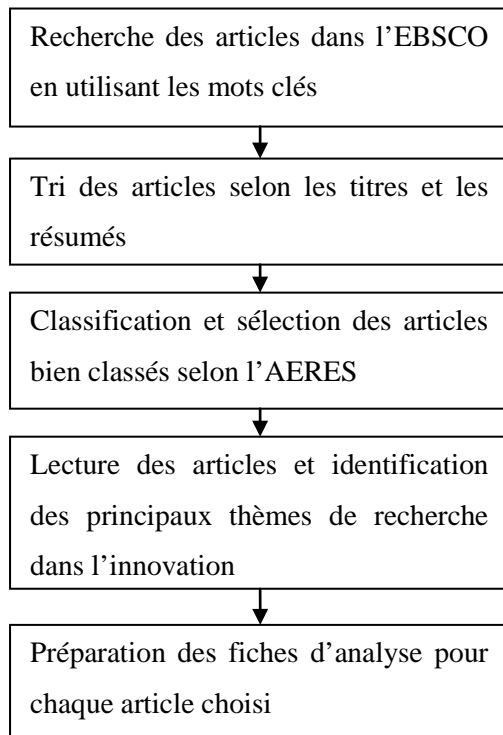 Recherche des articles dans l’EBSCO
en utilisant les mots clés
Tri des articles selon les titres et les
résumés
Classification et sélection des articles
bien classés selon l’AERES
Lecture des articles et identification
des principaux thèmes de recherche
dans l’innovation
Préparation des fiches d’analyse pour
chaque article choisi